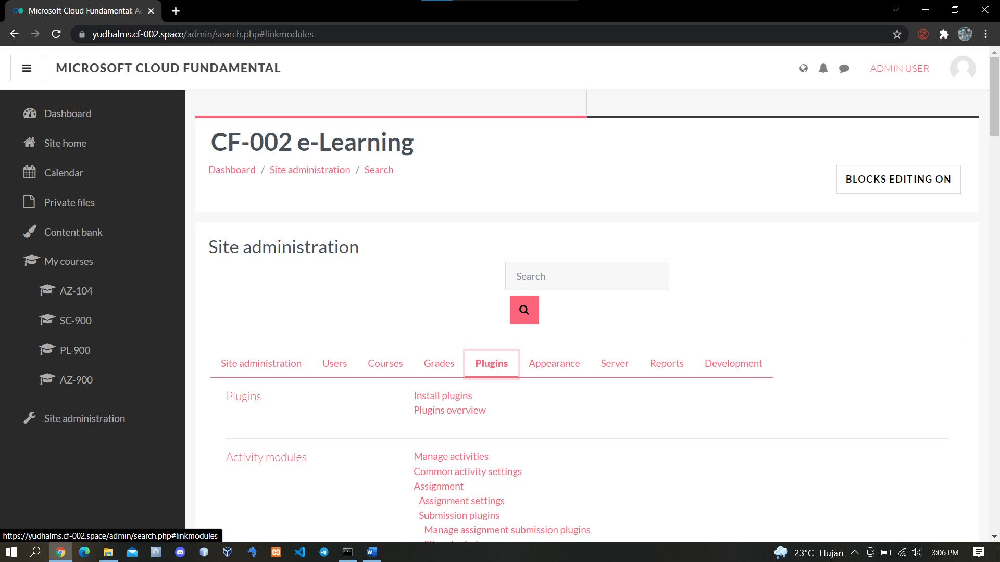 Microsoft Cloud Fundamental: Ac
yudhalms.cf-002.space/admin/search.php#linkmodules
MICROSOFT CLOUD FUNDAMENTAL
ADMIN USER
Dashboard
Site home
Calendar
Private files
Content bank
My courses
AZ-104
SC-900
PL-900
AZ-900
Site administration
CF-002 e-Learning
Dashboard / Site administration / Search
BLOCKS EDITING ON
Site administration
Search
Site administration Users Courses Grades Plugins Appearance Server Reports Development
Plugins
Install plugins
Plugins overview
Activity modules
Manage activities
Common activity settings
Assignment
Assignment settings
Submission plugins
Manage assignment submission plugins
https://yudhalms.cf-002.space/admin/search.php#linkmodules
23°C Hujan
3:06 PM